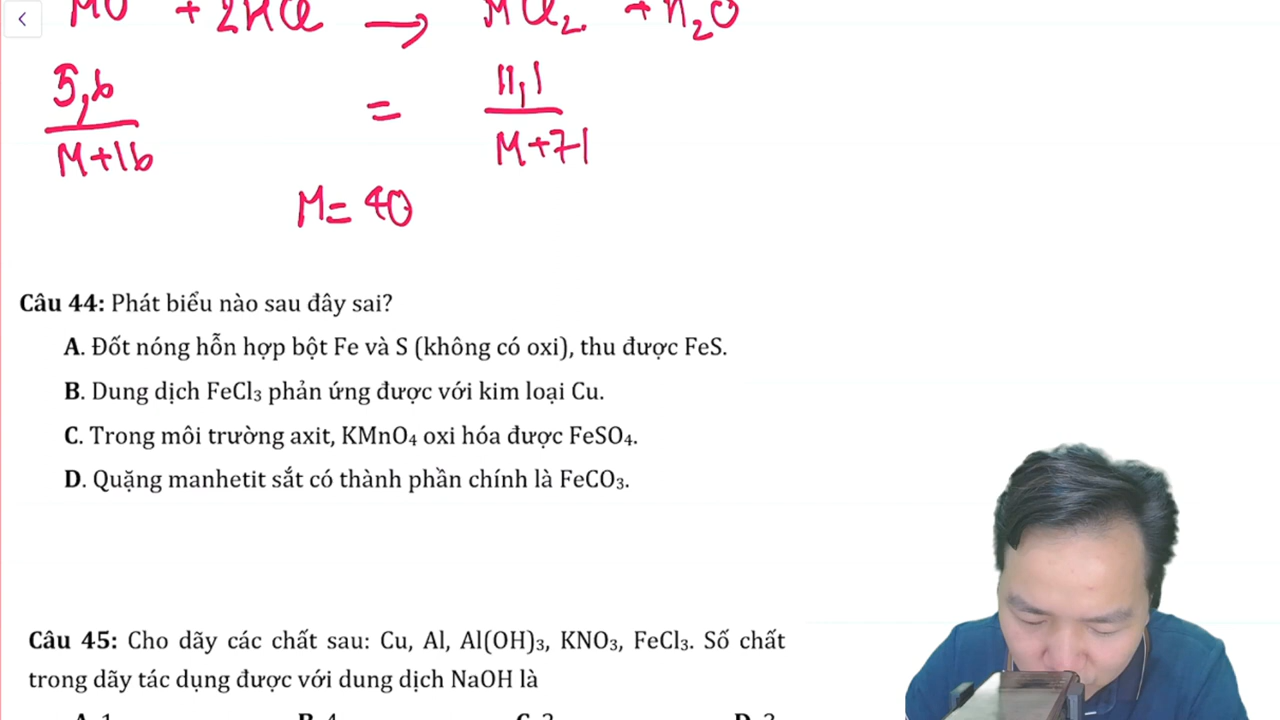 MO + 2HCl → MCl2 + H2O
5,6 = 11,1
M+16 M+71
M= 40
Câu 44: Phát biểu nào sau đây sai?
A. Đốt nóng hỗn hợp bột Fe và S (không có oxi), thu được FeS.
B. Dung dịch FeCl3 phản ứng được với kim loại Cu.
C. Trong môi trường axit, KMnO4 oxi hóa được FeSO4.
D. Quặng manhetit sắt có thành phần chính là FeCO3.
Câu 45: Cho dãy các chất sau: Cu, Al, Al(OH)3, KNO3, FeCl3. Số chất
trong dãy tác dụng được với dung dịch NaOH là
A. 1 B. 4 C. 2 D. 3